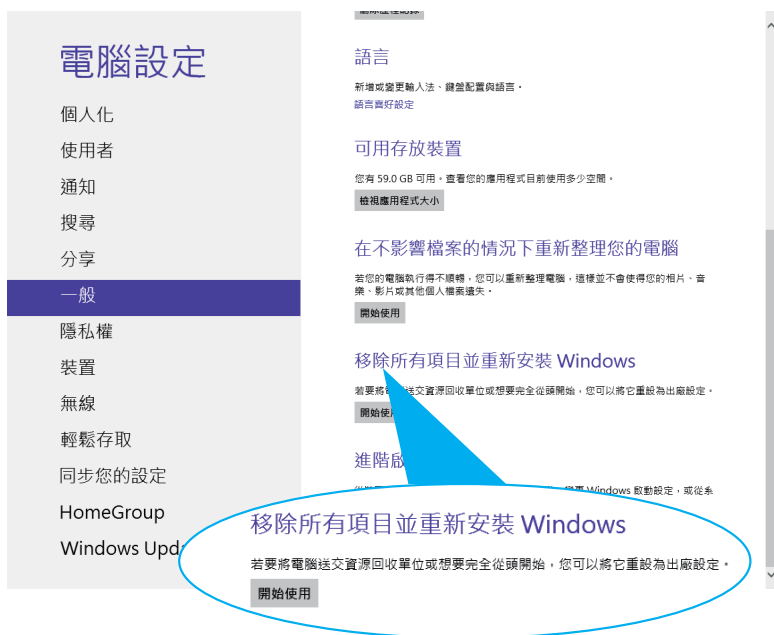 電腦設定
個人化
使用者
通知
搜尋
分享
一般
隱私權
裝置
無線
輕鬆存取
同步您的設定
HomeGroup
Windows Upd
語言
新增或變更輸入法、鍵盤配置與語言。
語言喜好設定
可用存放裝置
您有 59.0 GB 可用。查看您的應用程式目前使用多少空間。
檢視應用程式大小
在不影響檔案的情況下重新整理您的電腦
若您的電腦執行得不順暢，您可以重新整理電腦，這樣並不會使得您的相片、音
樂、影片或其他個人檔案遺失。
開始使用
移除所有項目並重新安裝 Windows
若要將 送交資源回收單位或想要完全從頭開始，您可以將它重設為出廠設定。
開始使
進階啟
變更 Windows 啟動設定，或從系
移除所有項目並重新安裝 Windows
若要將電腦送交資源回收單位或想要完全從頭開始，您可以將它重設為出廠設定。
開始使用